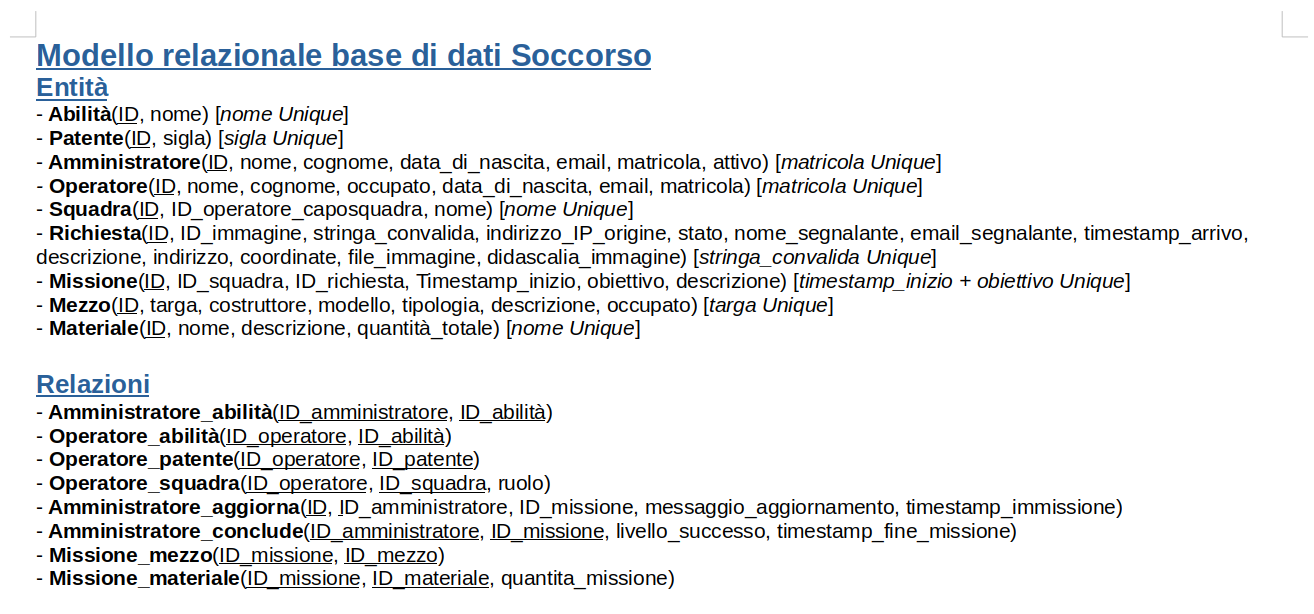 Modello relazionale base di dati Soccorso
Entità
- Abilità(ID, nome) [nome Unique]
- Patente(ID, sigla) [sigla Unique]
- Amministratore(ID, nome, cognome, data_di_nascita, email, matricola, attivo) [matricola Unique]
- Operatore(ID, nome, cognome, occupato, data_di_nascita, email, matricola) [matricola Unique]
- Squadra(ID, ID_operatore_caposquadra, nome) [nome Unique]
- Richiesta(ID, ID_immagine, stringa_convalida, indirizzo_IP_origine, stato, nome_segnalante, email_segnalante, timestamp_arrivo,
descrizione, indirizzo, coordinate, file_immagine, didascalia_immagine) [stringa_convalida Unique]
- Missione(ID, ID_squadra, ID_richiesta, Timestamp_inizio, obiettivo, descrizione) [timestamp_inizio + obiettivo Unique]
- Mezzo(ID, targa, costruttore, modello, tipologia, descrizione, occupato) [targa Unique]
- Materiale(ID, nome, descrizione, quantità_totale) [nome Unique]
Relazioni
- Amministratore_abilità(ID_amministratore, ID_abilità)
- Operatore_abilità(ID_operatore, ID_abilità)
- Operatore_patente(ID_operatore, ID_patente)
- Operatore_squadra(ID_operatore, ID_squadra, ruolo)
- Amministratore_aggiorna(ID, ID_amministratore, ID_missione, messaggio_aggiornamento, timestamp_immissione)
- Amministratore_conclude(ID_amministratore, ID_missione, livello_successo, timestamp_fine_missione)
- Missione_mezzo(ID_missione, ID_mezzo)
- Missione_materiale(ID_missione, ID_materiale, quantita_missione)